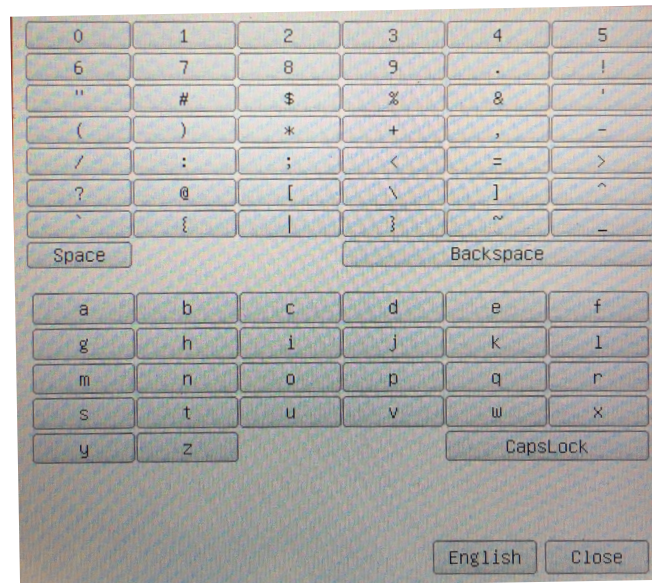 0 1 2 3 4 5
6 7 8 9 . !
" # $ % & '
( ) * + , -
/ : ; < = >
? @ [ \ ] ^
` { | } ~ _
Space Backspace
a b c d e f
g h i j k l
m n o p q r
s t u v w x
y z CapsLock
English Close